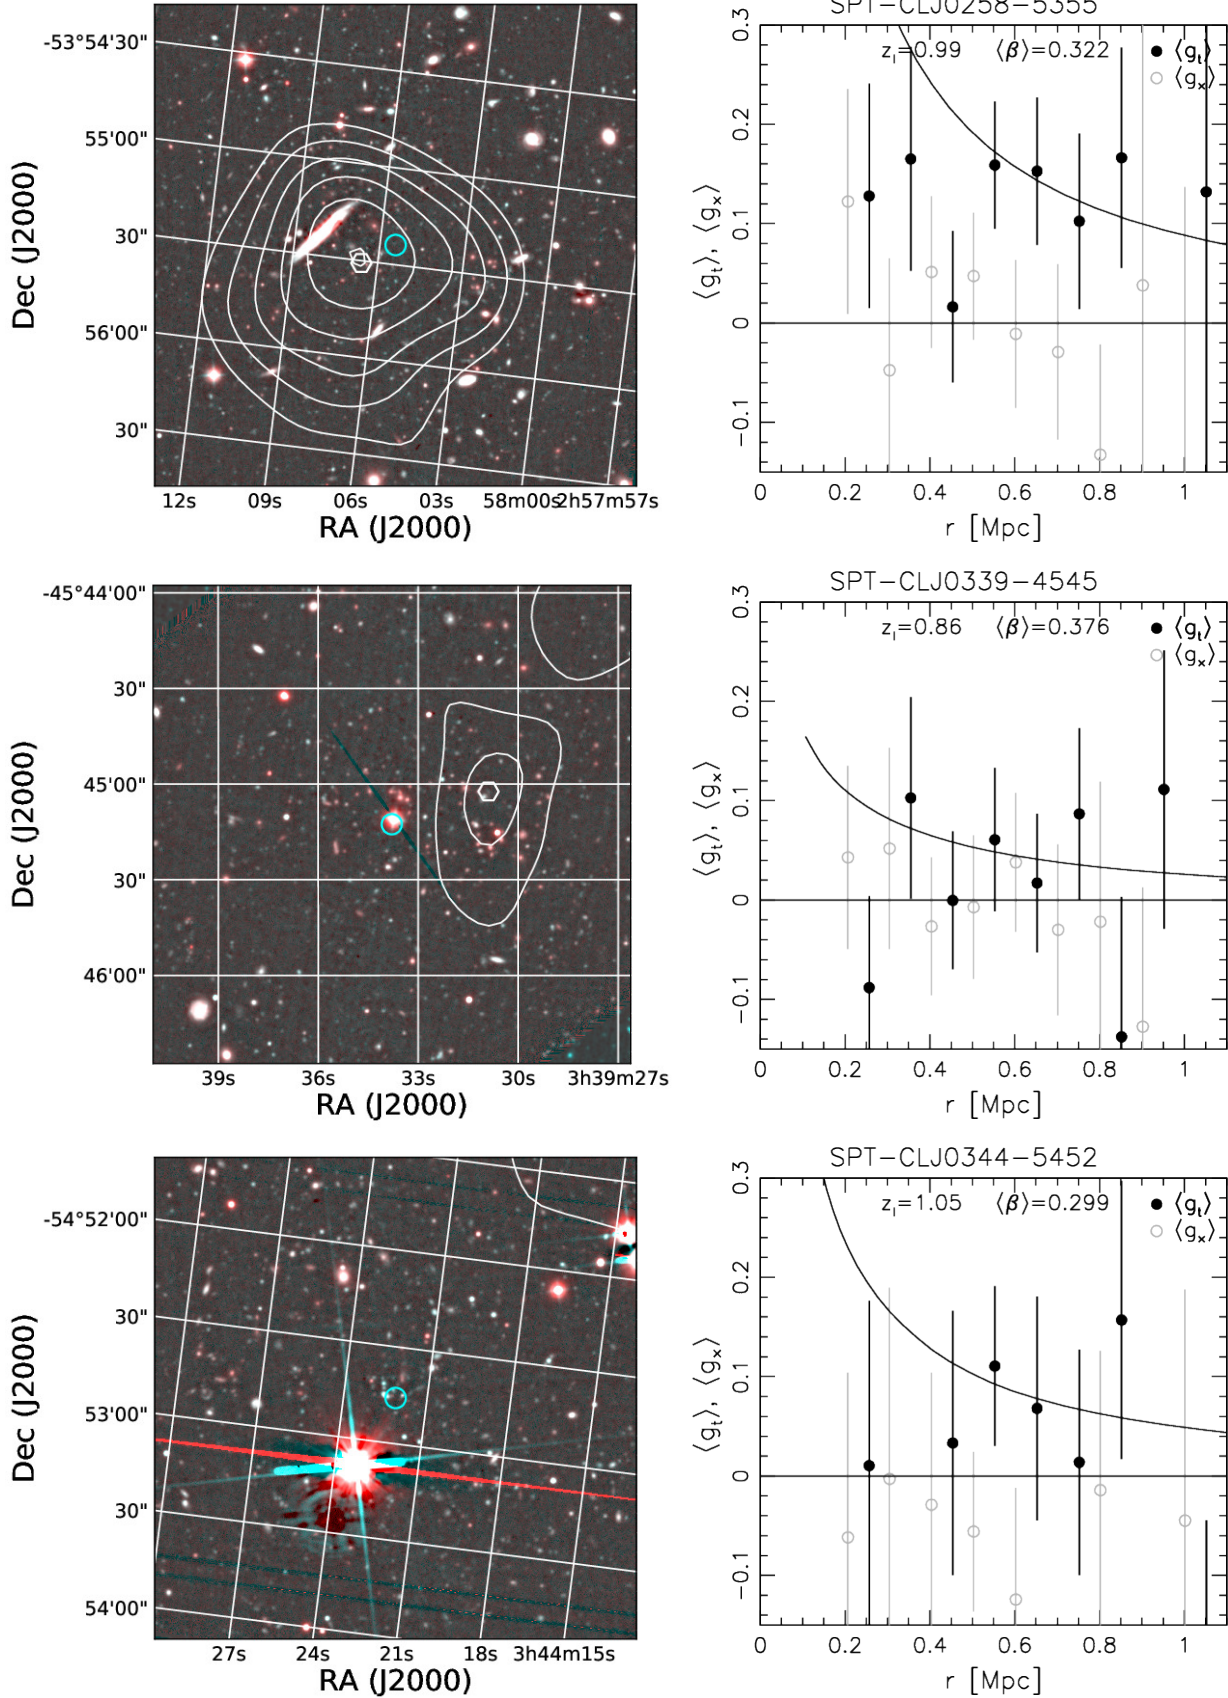 SPT-CLJ0258-5355
-53°54'30"
55'00"
30"
56'00"
30"
Dec (J2000)
12s 09s 06s 03s 58m00s 2h57m57s
RA (J2000)
z_l=0.99 ⟨β⟩=0.322
⟨g_t⟩
⟨g_x⟩
0.3
0.2
0.1
0
-0.1
⟨g_t⟩, ⟨g_x⟩
0 0.2 0.4 0.6 0.8 1
r [Mpc]
SPT-CLJ0339-4545
-45°44'00"
30"
45'00"
30"
46'00"
Dec (J2000)
39s 36s 33s 30s 3h39m27s
RA (J2000)
z_l=0.86 ⟨β⟩=0.376
⟨g_t⟩
⟨g_x⟩
0.3
0.2
0.1
0
-0.1
⟨g_t⟩, ⟨g_x⟩
0 0.2 0.4 0.6 0.8 1
r [Mpc]
SPT-CLJ0344-5452
-54°52'00"
30"
53'00"
30"
54'00"
Dec (J2000)
27s 24s 21s 18s 3h44m15s
RA (J2000)
z_l=1.05 ⟨β⟩=0.299
⟨g_t⟩
⟨g_x⟩
0.3
0.2
0.1
0
-0.1
⟨g_t⟩, ⟨g_x⟩
0 0.2 0.4 0.6 0.8 1
r [Mpc]